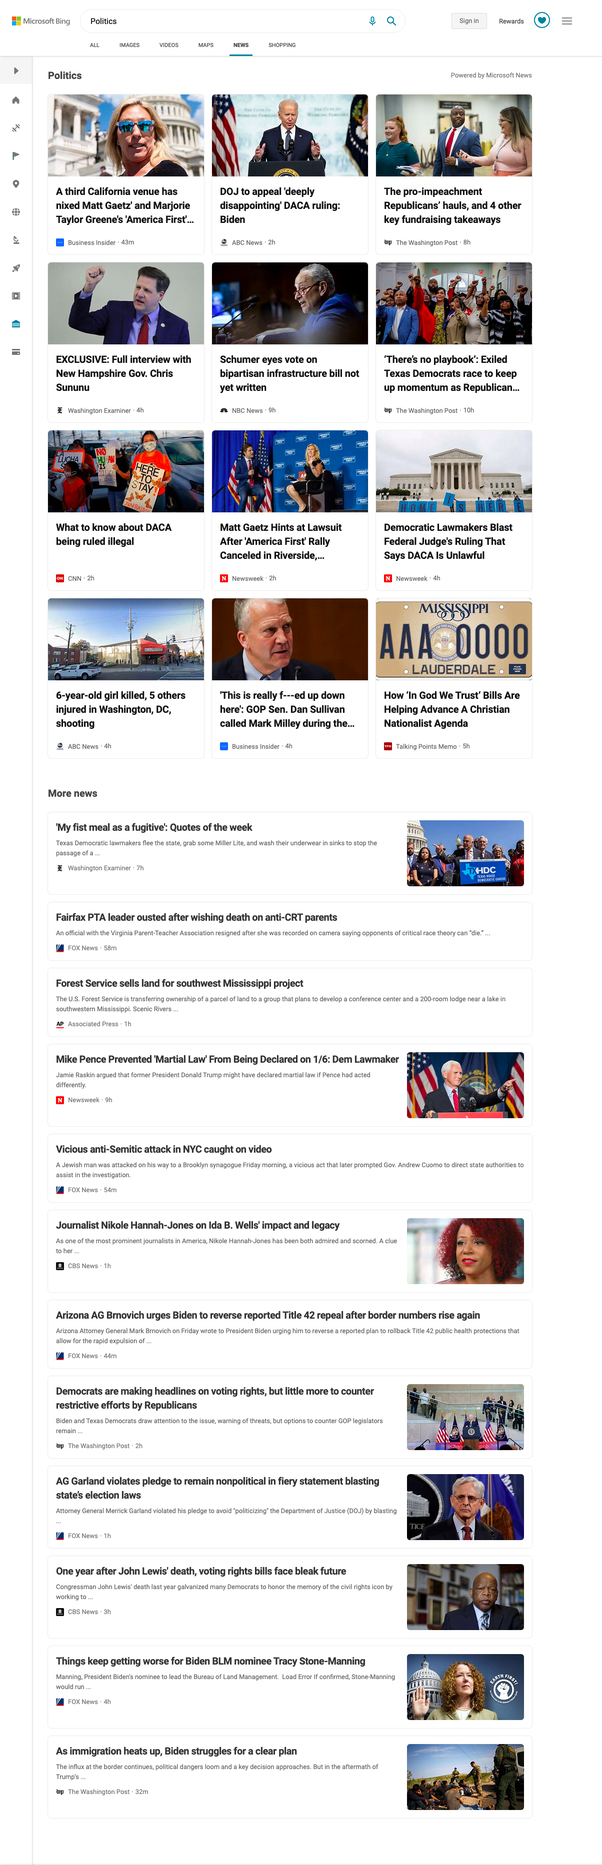 Microsoft Bing
Politics
Sign in
Rewards
ALL
IMAGES
VIDEOS
MAPS
NEWS
SHOPPING
Politics
Powered by Microsoft News
A third California venue has
nixed Matt Gaetz' and Marjorie
Taylor Greene's 'America First'...
Business Insider · 43m
DOJ to appeal 'deeply
disappointing' DACA ruling:
Biden
ABC News · 2h
The pro-impeachment
Republicans' hauls, and 4 other
key fundraising takeaways
The Washington Post · 8h
EXCLUSIVE: Full interview with
New Hampshire Gov. Chris
Sununu
Washington Examiner · 4h
Schumer eyes vote on
bipartisan infrastructure bill not
yet written
NBC News · 9h
'There's no playbook': Exiled
Texas Democrats race to keep
up momentum as Republican...
The Washington Post · 10h
HERE
TO
STAY!
What to know about DACA
being ruled illegal
CNN · 2h
Matt Gaetz Hints at Lawsuit
After 'America First' Rally
Canceled in Riverside,...
Newsweek · 2h
Democratic Lawmakers Blast
Federal Judge's Ruling That
Says DACA Is Unlawful
Newsweek · 4h
6-year-old girl killed, 5 others
injured in Washington, DC,
shooting
ABC News · 4h
'This is really f---ed up down
here': GOP Sen. Dan Sullivan
called Mark Milley during the...
Business Insider · 4h
MISSISSIPPI
AAA 0000
LAUDERDALE
How 'In God We Trust' Bills Are
Helping Advance A Christian
Nationalist Agenda
Talking Points Memo · 5h
More news
'My fist meal as a fugitive': Quotes of the week
Texas Democratic lawmakers flee the state, grab some Miller Lite, and wash their underwear in sinks to stop the
passage of a ...
Washington Examiner · 7h
HDC
Fairfax PTA leader ousted after wishing death on anti-CRT parents
An official with the Virginia Parent-Teacher Association resigned after she was recorded on camera saying opponents of critical race theory can "die." ...
FOX News · 58m
Forest Service sells land for southwest Mississippi project
The U.S. Forest Service is transferring ownership of a parcel of land to a group that plans to develop a conference center and a 200-room lodge near a lake in
southwestern Mississippi. Scenic Rivers ...
AP Associated Press · 1h
Mike Pence Prevented 'Martial Law' From Being Declared on 1/6: Dem Lawmaker
Jamie Raskin argued that former President Donald Trump might have declared martial law if Pence had acted
differently.
Newsweek · 9h
Vicious anti-Semitic attack in NYC caught on video
A Jewish man was attacked on his way to a Brooklyn synagogue Friday morning, a vicious act that later prompted Gov. Andrew Cuomo to direct state authorities to
assist in the investigation.
FOX News · 54m
Journalist Nikole Hannah-Jones on Ida B. Wells' impact and legacy
As one of the most prominent journalists in America, Nikole Hannah-Jones has been both admired and scorned. A clue
to her ...
CBS News · 1h
Arizona AG Brnovich urges Biden to reverse reported Title 42 repeal after border numbers rise again
Arizona Attorney General Mark Brnovich on Friday wrote to President Biden urging him to reverse a reported plan to rollback Title 42 public health protections that
allow for the rapid expulsion of ...
FOX News · 44m
Democrats are making headlines on voting rights, but little more to counter
restrictive efforts by Republicans
Biden and Texas Democrats draw attention to the issue, warning of threats, but options to counter GOP legislators
remain ...
The Washington Post · 2h
AG Garland violates pledge to remain nonpolitical in fiery statement blasting
state's election laws
Attorney General Merrick Garland violated his pledge to avoid "politicizing" the Department of Justice (DOJ) by blasting
...
FOX News · 1h
One year after John Lewis' death, voting rights bills face bleak future
Congressman John Lewis' death last year galvanized many Democrats to honor the memory of the civil rights icon by
working to ...
CBS News · 3h
Things keep getting worse for Biden BLM nominee Tracy Stone-Manning
Manning, President Biden's nominee to lead the Bureau of Land Management. Load Error If confirmed, Stone-Manning
would run ...
FOX News · 4h
EARTH FIRST!
As immigration heats up, Biden struggles for a clear plan
The influx at the border continues, political dangers loom and a key decision approaches. But in the aftermath of
Trump's ...
The Washington Post · 32m